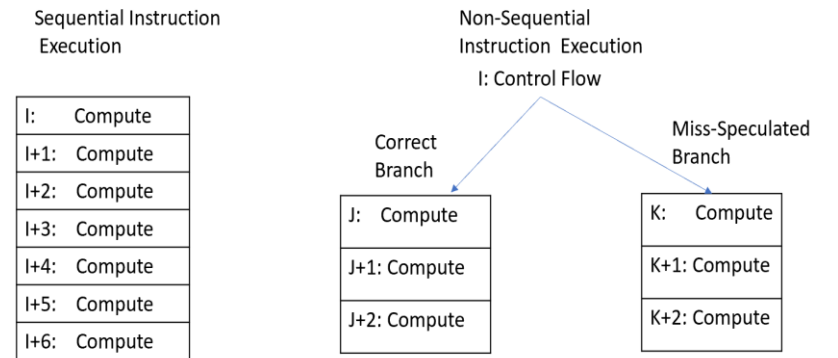 Sequential Instruction
Execution
I: Compute
I+1: Compute
I+2: Compute
I+3: Compute
I+4: Compute
I+5: Compute
I+6: Compute
Non-Sequential
Instruction Execution
I: Control Flow
Correct
Branch
Miss-Speculated
Branch
J: Compute
J+1: Compute
J+2: Compute
K: Compute
K+1: Compute
K+2: Compute